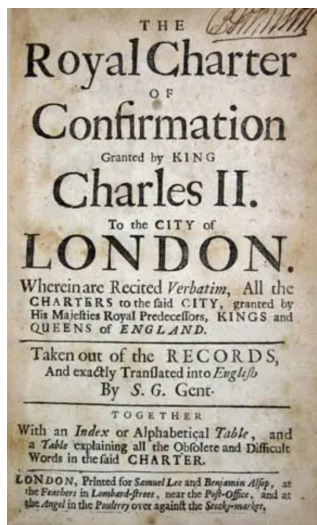 THE
Royal Charter
OF
Confirmation
Granted by KING
Charles II.
To the CITY of
LONDON.
Wherein are Recited Verbatim, All the
CHARTERS to the ſaid CITY, granted by
His Majeſties Royal Predeceſſors, KINGS and
QUEENS of ENGLAND.
Taken out of the RECORDS,
And exactly Tranſlated into Engliſh
By S. G. Gent.
TOGETHER
With an Index or Alphabetical Table, and
a Table explaining all the Obſolete and Difficult
Words in the ſaid CHARTER.
LONDON, Printed for Samuel Lee and Benjamin Alſop, at
the Feathers in Lombard-ſtreet, near the Poſt-Office, and at
the Angel in the Poultrey over againſt the Stocks-market,